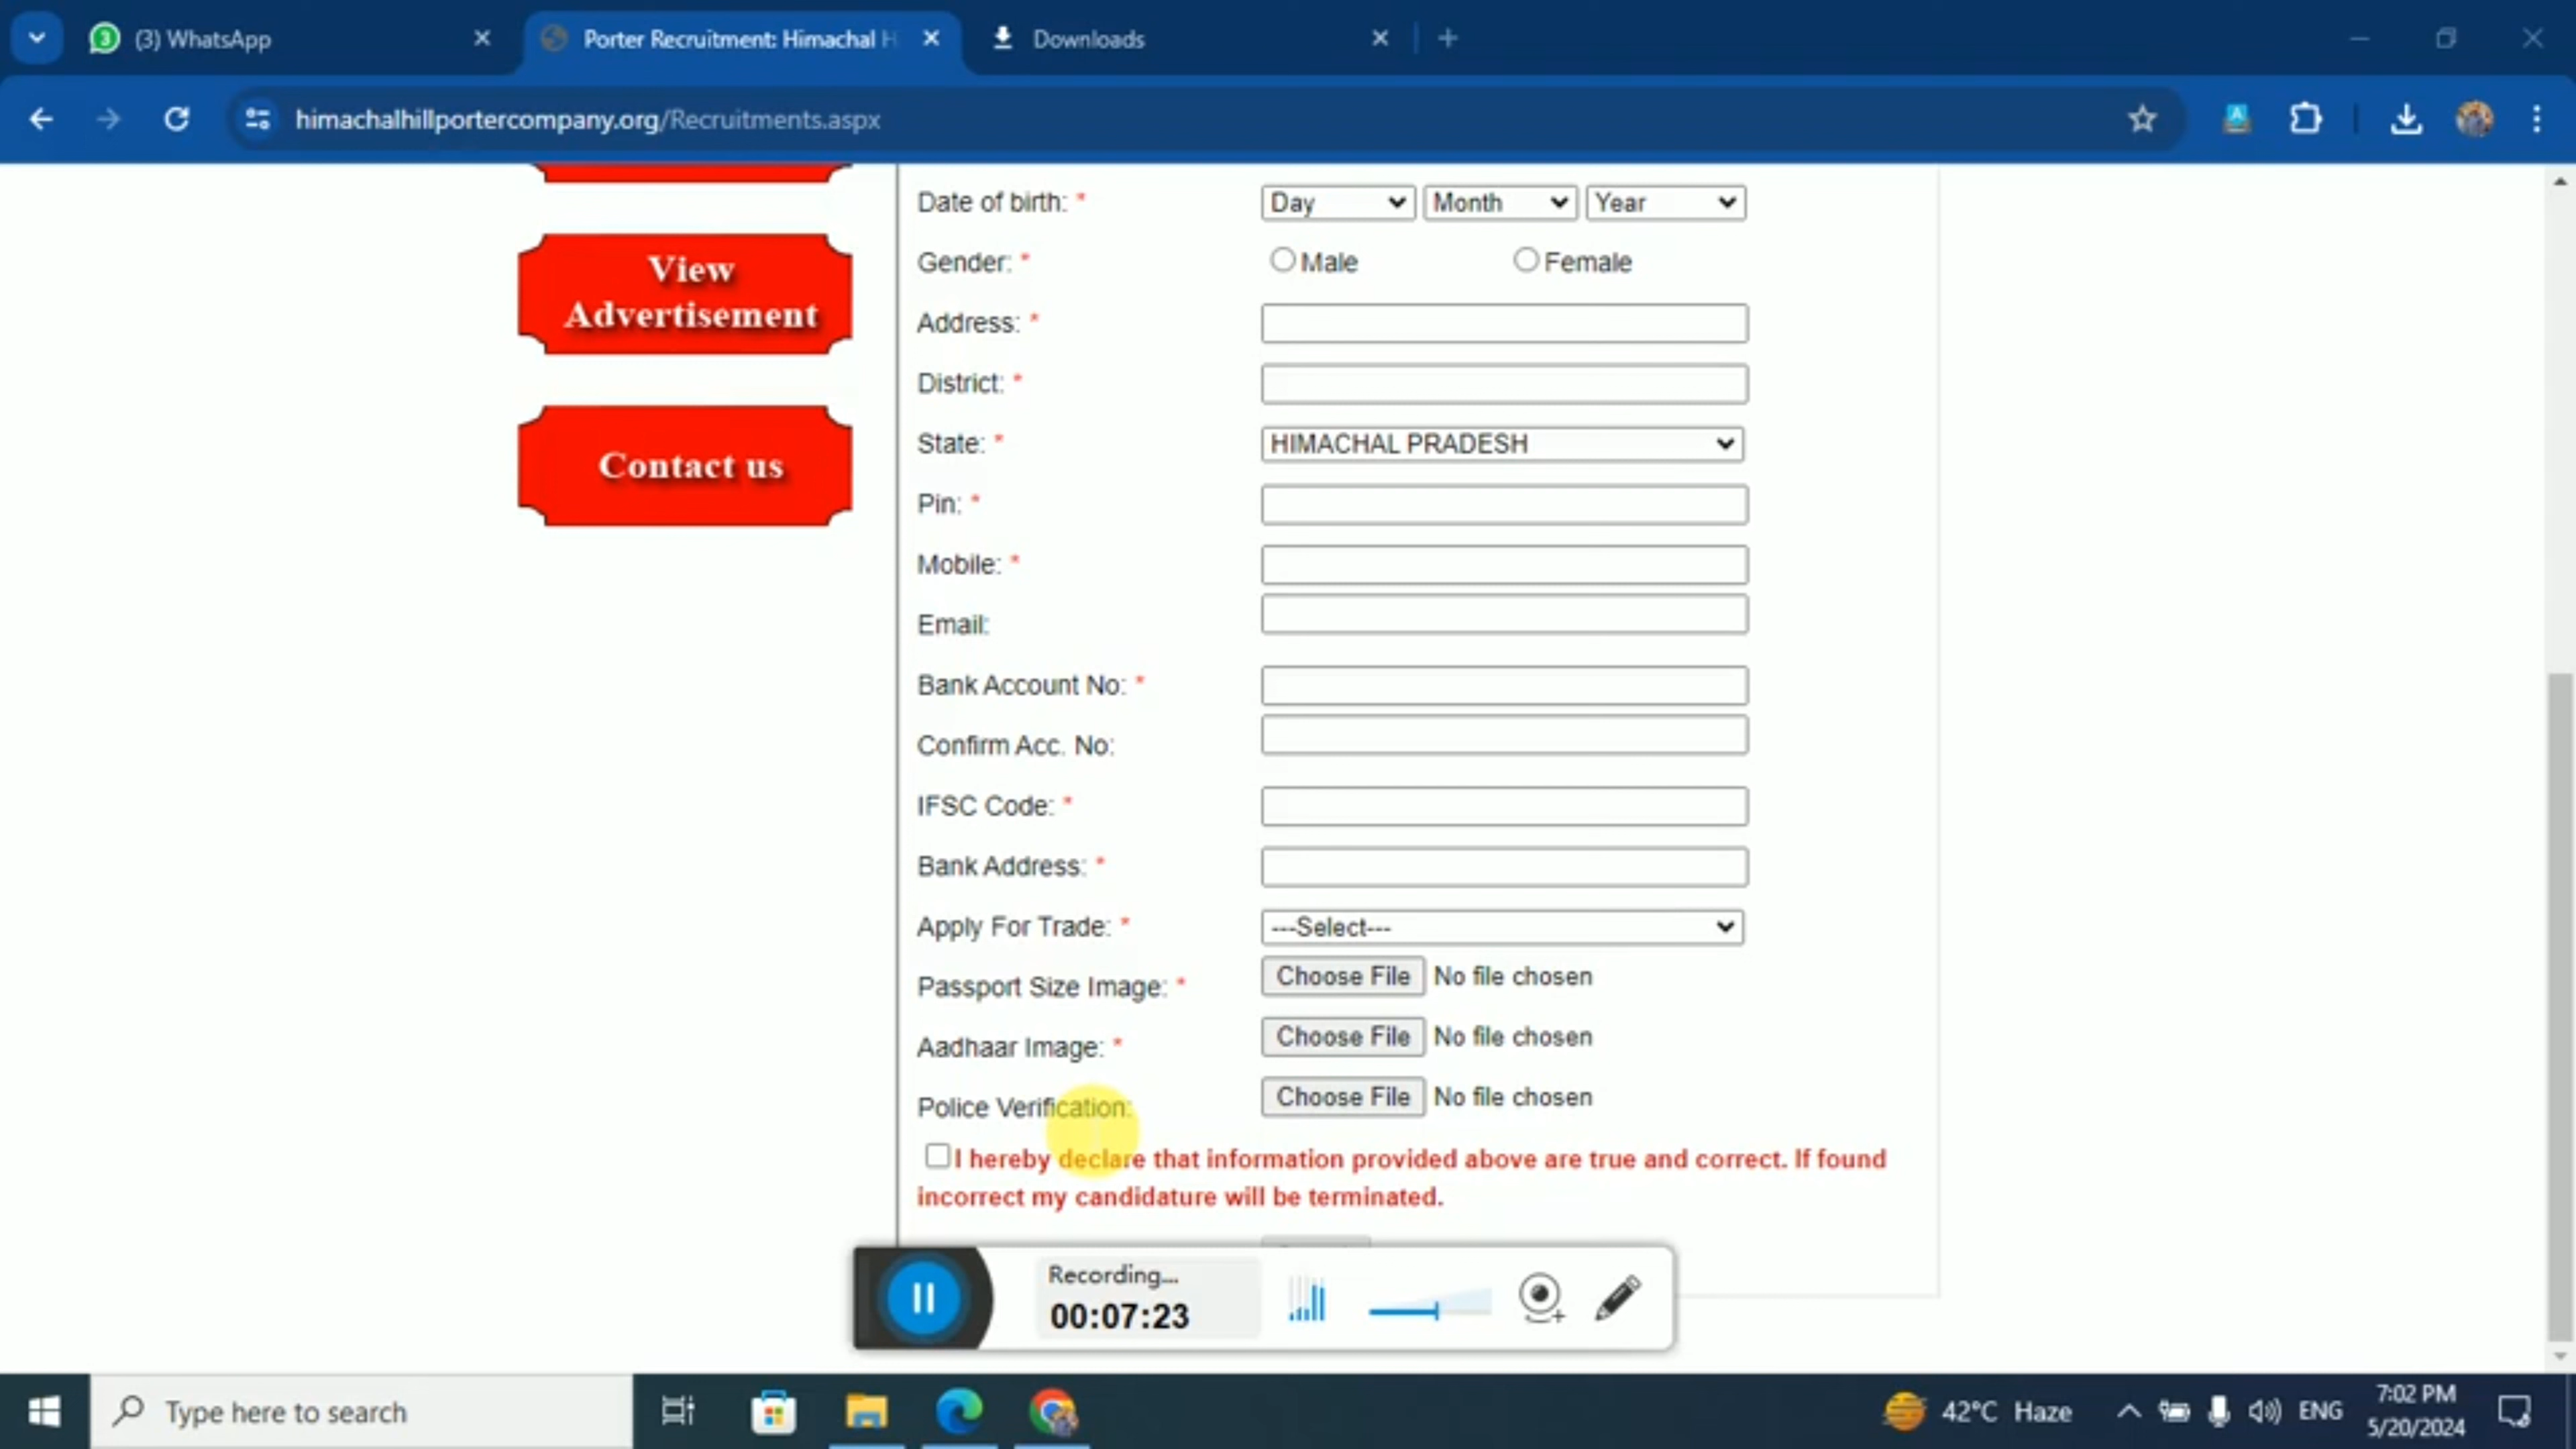 (3) WhatsApp
Porter Recruitment: Himachal H
Downloads
himachalhillportercompany.org/Recruitments.aspx
View
Advertisement
Contact us
Date of birth: * Day Month Year
Gender: * Male Female
Address: *
District: *
State: * HIMACHAL PRADESH
Pin: *
Mobile: *
Email:
Bank Account No: *
Confirm Acc. No:
IFSC Code: *
Bank Address: *
Apply For Trade: * ---Select---
Passport Size Image: * Choose File No file chosen
Aadhaar Image: * Choose File No file chosen
Police Verification: Choose File No file chosen
I hereby declare that information provided above are true and correct. If found
incorrect my candidature will be terminated.
Recording...
00:07:23
Type here to search
42°C Haze
ENG
7:02 PM
5/20/2024